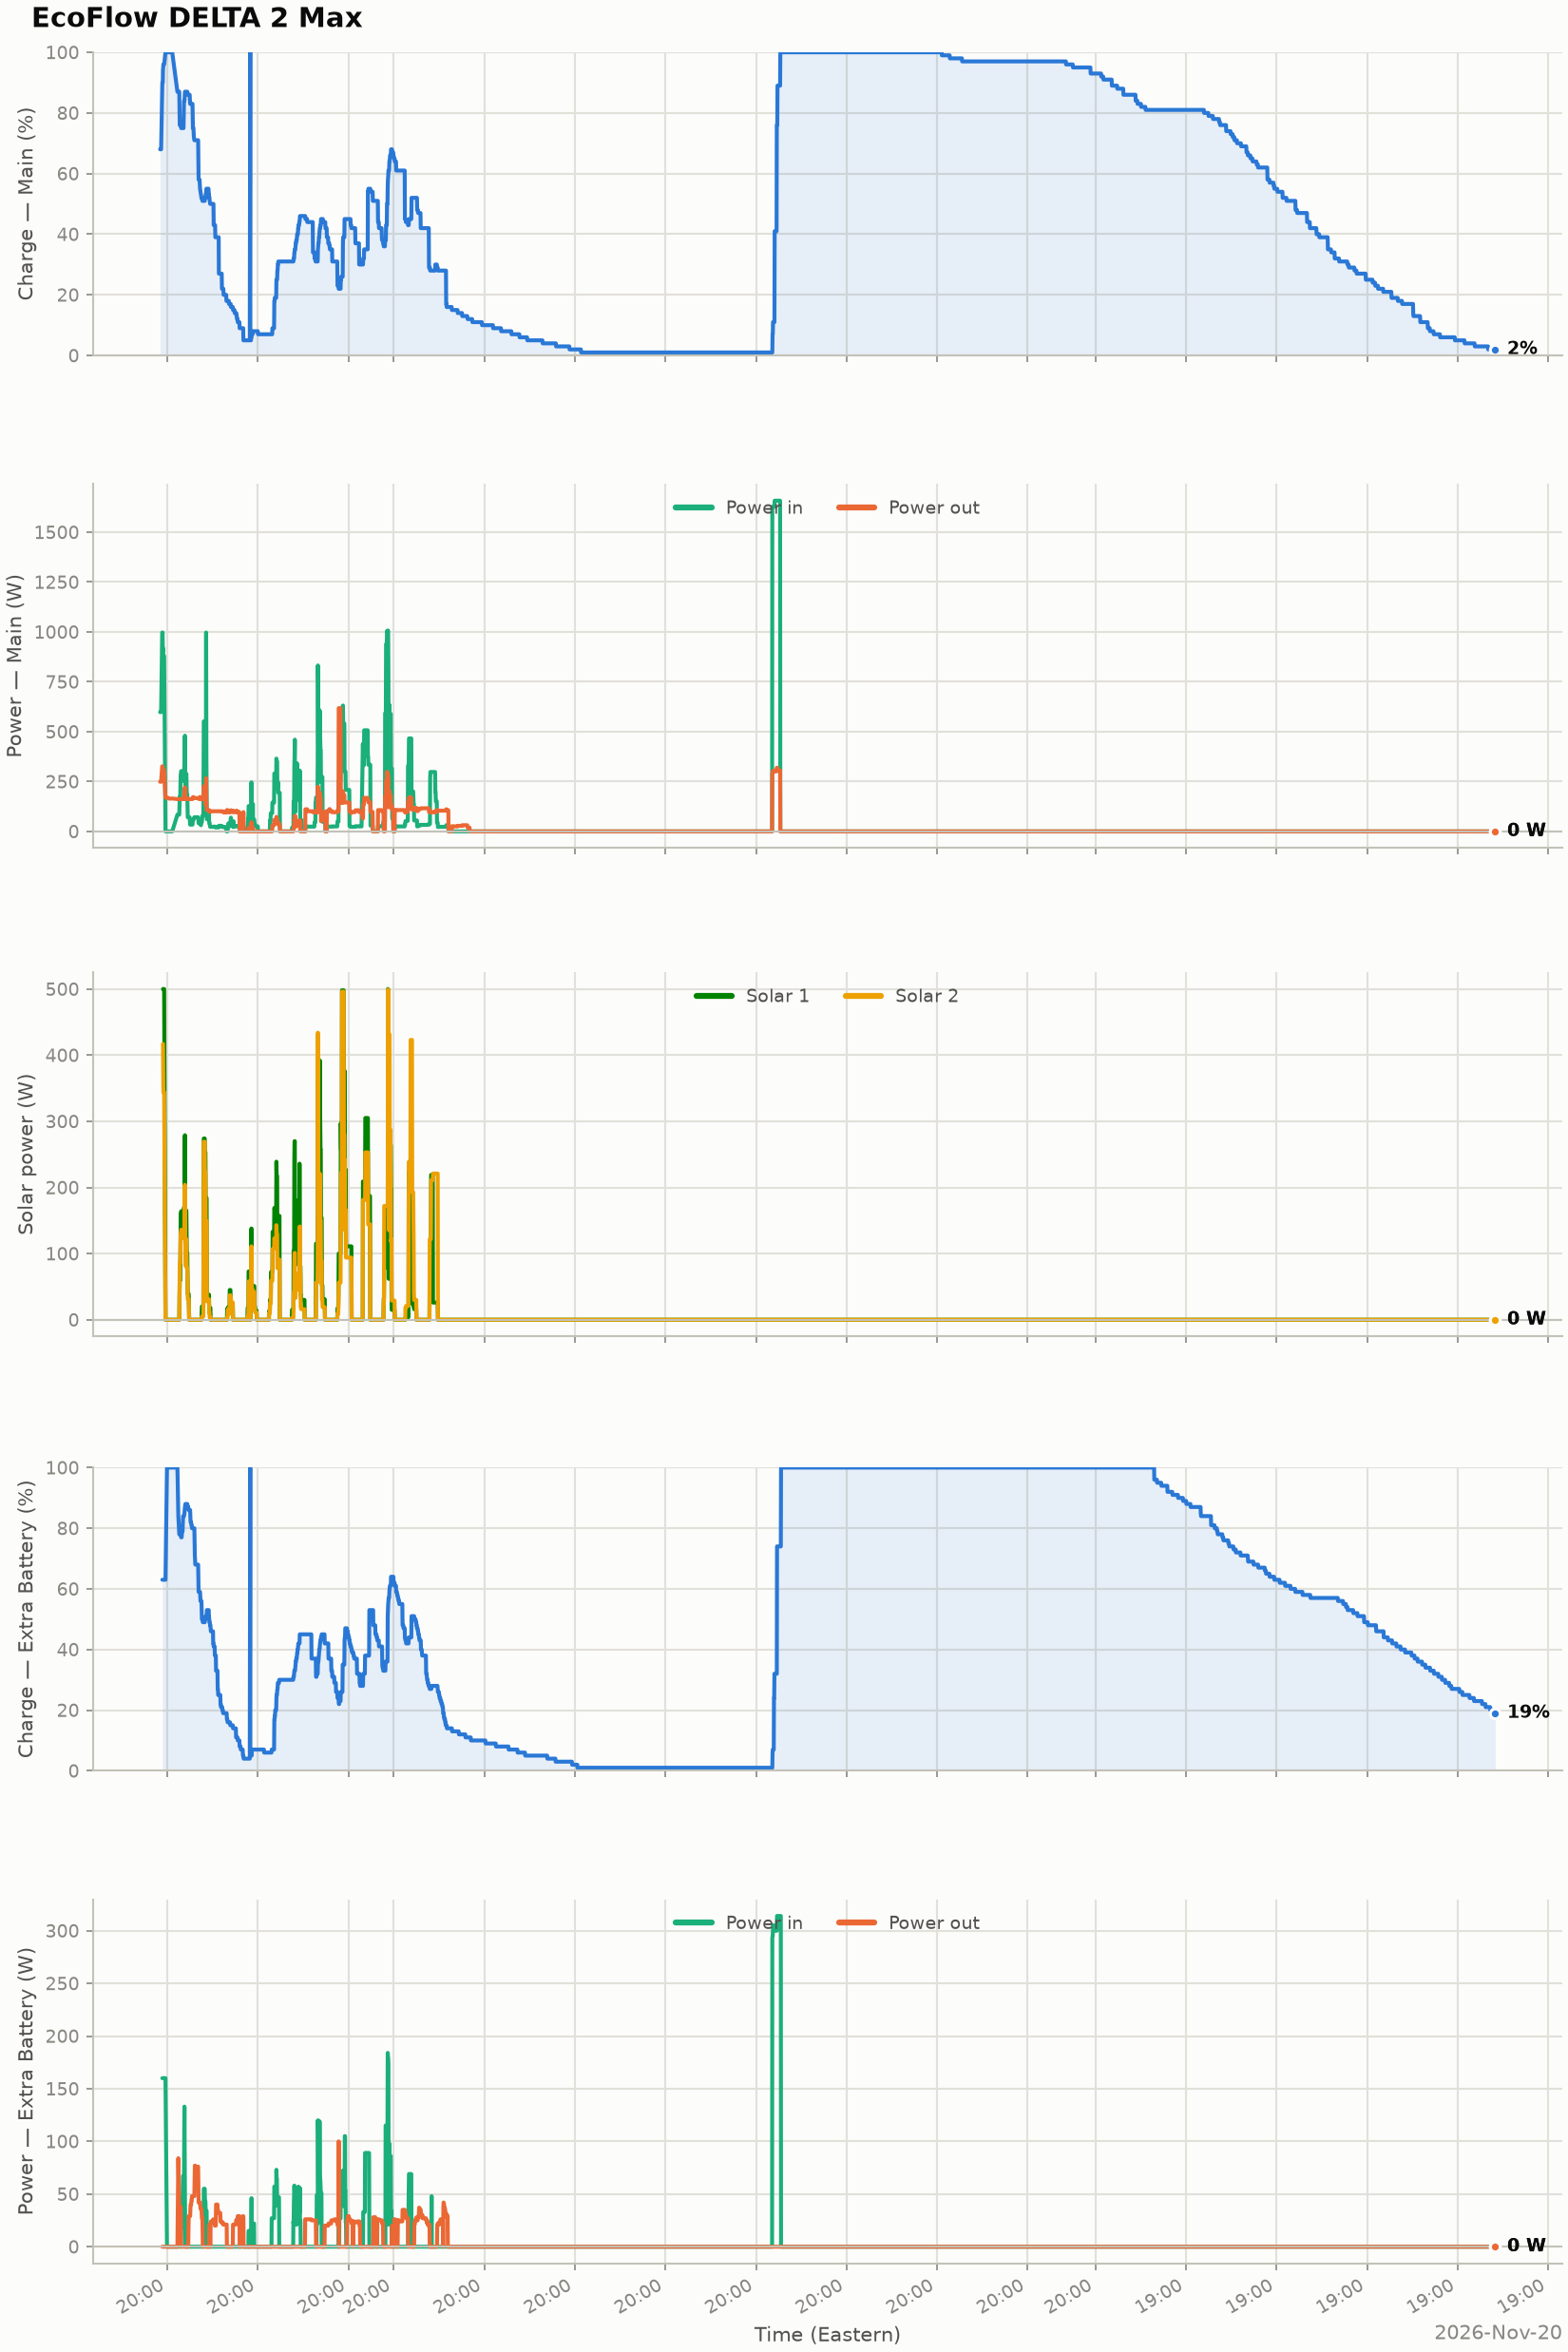 EcoFlow DELTA 2 Max
Charge — Main (%)
100
80
60
40
20
0
2%
Power — Main (W)
Power in
Power out
1500
1250
1000
750
500
250
0
0 W
Solar power (W)
Solar 1
Solar 2
500
400
300
200
100
0
0 W
Charge — Extra Battery (%)
100
80
60
40
20
0
19%
Power — Extra Battery (W)
Power in
Power out
300
250
200
150
100
50
0
0 W
20:00 20:00 20:00 20:00 20:00 20:00 20:00 20:00 20:00 20:00 20:00 20:00 19:00 19:00 19:00 19:00 19:00
Time (Eastern)
2026-Nov-20